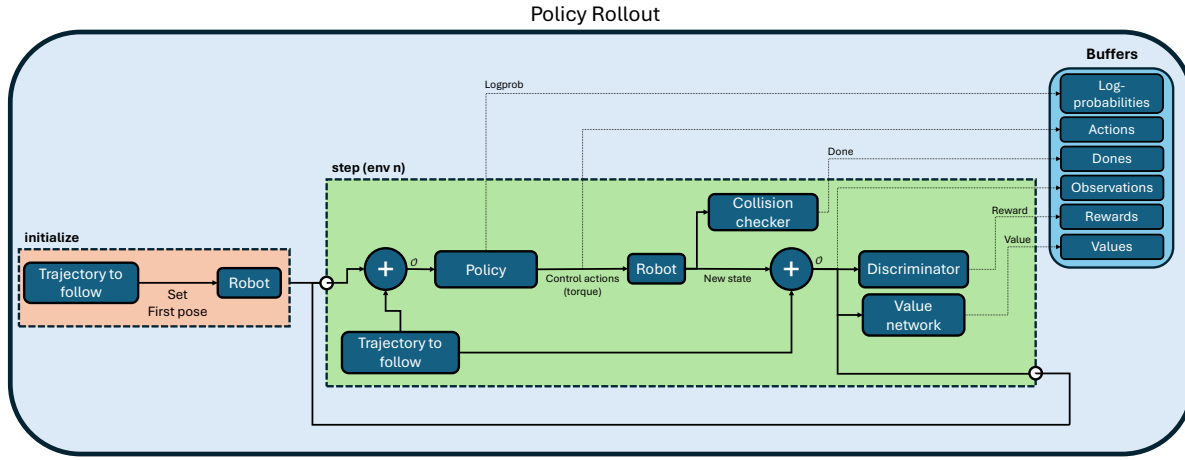 Policy Rollout
Buffers
Log-
probabilities
Actions
Dones
Observations
Rewards
Values
Logprob
Done
Reward
Value
step (env n)
Collision
checker
initialize
Trajectory to
follow
Set
First pose
Robot
+
O
Policy
Control actions
(torque)
Robot
New state
+
O
Discriminator
Value
network
Trajectory to
follow